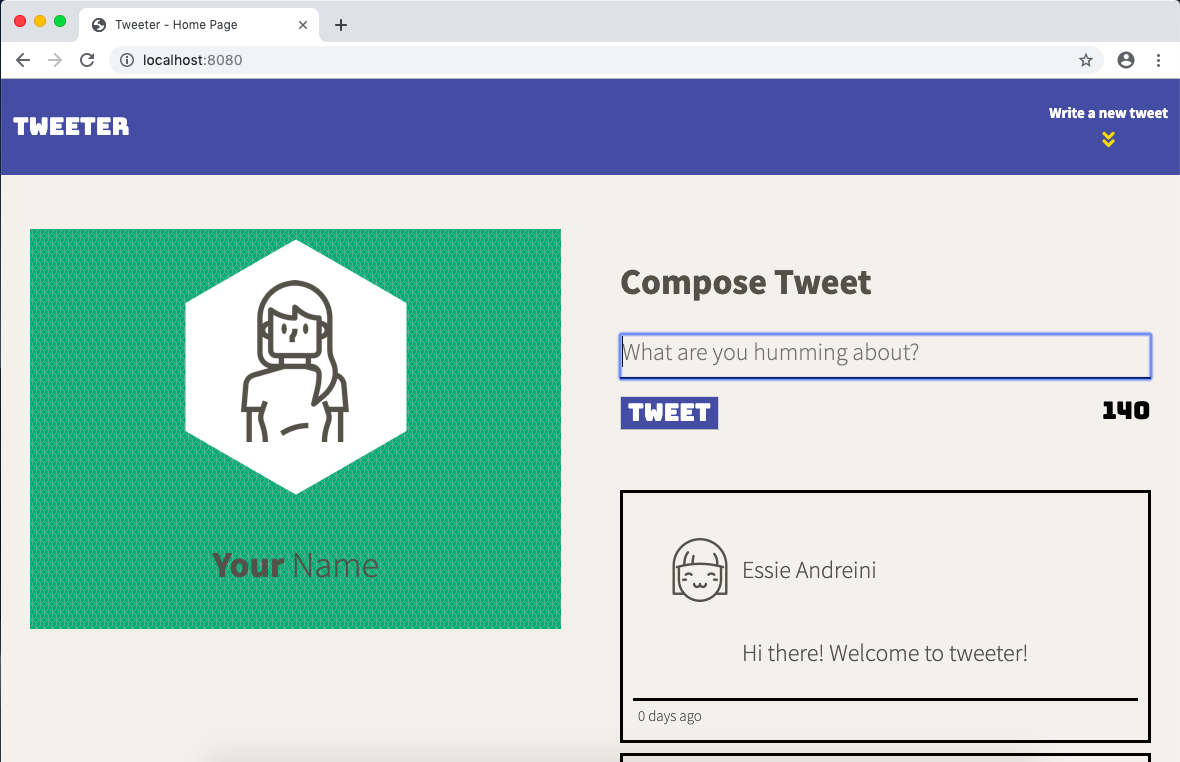 Tweeter - Home Page
localhost:8080
TWEETER
Write a new tweet
Your Name
Compose Tweet
What are you humming about?
TWEET
140
Essie Andreini
Hi there! Welcome to tweeter!
0 days ago